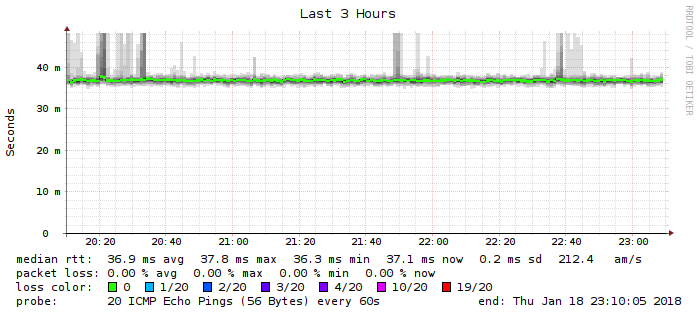 Last 3 Hours
RRDTOOL / TOBI OETIKER
Seconds
40 m
30 m
20 m
10 m
0
20:20 20:40 21:00 21:20 21:40 22:00 22:20 22:40 23:00
median rtt: 36.9 ms avg 37.8 ms max 36.3 ms min 37.1 ms now 0.2 ms sd 212.4 am/s
packet loss: 0.00 % avg 0.00 % max 0.00 % min 0.00 % now
loss color: 0 1/20 2/20 3/20 4/20 10/20 19/20
probe: 20 ICMP Echo Pings (56 Bytes) every 60s end: Thu Jan 18 23:10:05 2018